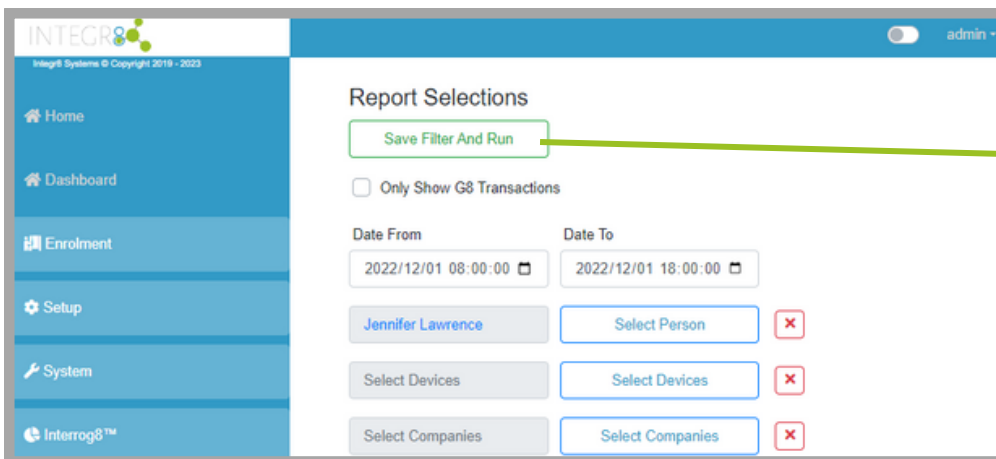 INTEGR8
Integr8 Systems © Copyright 2019 - 2023
admin
Home
Dashboard
Enrolment
Setup
System
Interrog8™
Report Selections
Save Filter And Run
Only Show G8 Transactions
Date From Date To
2022/12/01 08:00:00 2022/12/01 18:00:00
Jennifer Lawrence Select Person
Select Devices Select Devices
Select Companies Select Companies